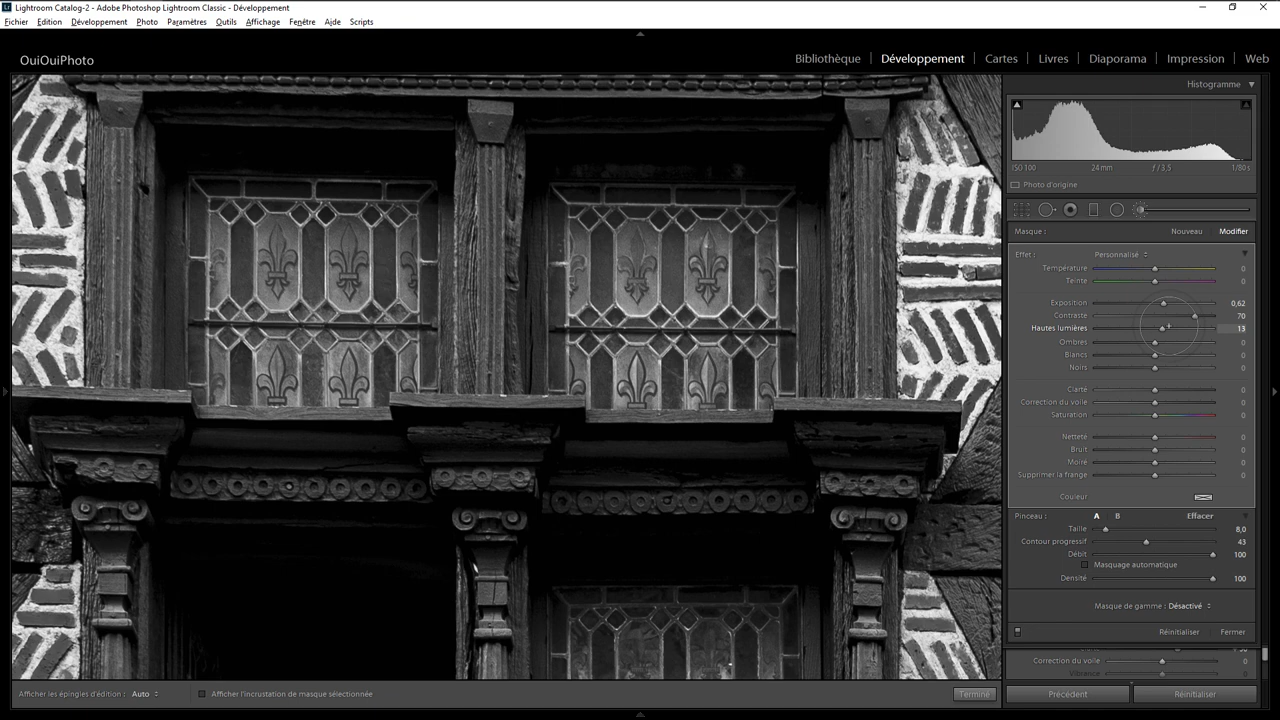 Lightroom Catalog-2 - Adobe Photoshop Lightroom Classic - Développement
Fichier Edition Développement Photo Paramètres Outils Affichage Fenêtre Aide Scripts
OuiOuiPhoto
Bibliothèque Développement Cartes Livres Diaporama Impression Web
Histogramme
ISO 100 24mm f / 3,5 1/80s
Photo d'origine
Masque : Nouveau Modifier
Effet : Personnalisé
Température 0
Teinte 0
Exposition 0,62
Contraste 70
Hautes lumières 13
Ombres 0
Blancs 0
Noirs 0
Clarté 0
Correction du voile 0
Saturation 0
Netteté 0
Bruit 0
Moiré 0
Supprimer la frange 0
Couleur
Pinceau : A B Effacer
Taille 8,0
Contour progressif 43
Débit 100
Masquage automatique
Densité 100
Masque de gamme : Désactivé
Réinitialiser Fermer
Correction du voile 0
Vibrance
Afficher les épingles d'édition : Auto Afficher l'incrustation de masque sélectionnée Terminé
Précédent Réinitialiser